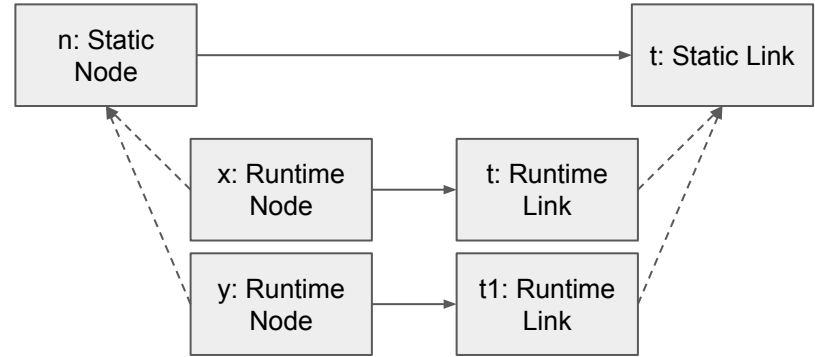 n: Static
Node
t: Static Link
x: Runtime
Node
t: Runtime
Link
y: Runtime
Node
t1: Runtime
Link